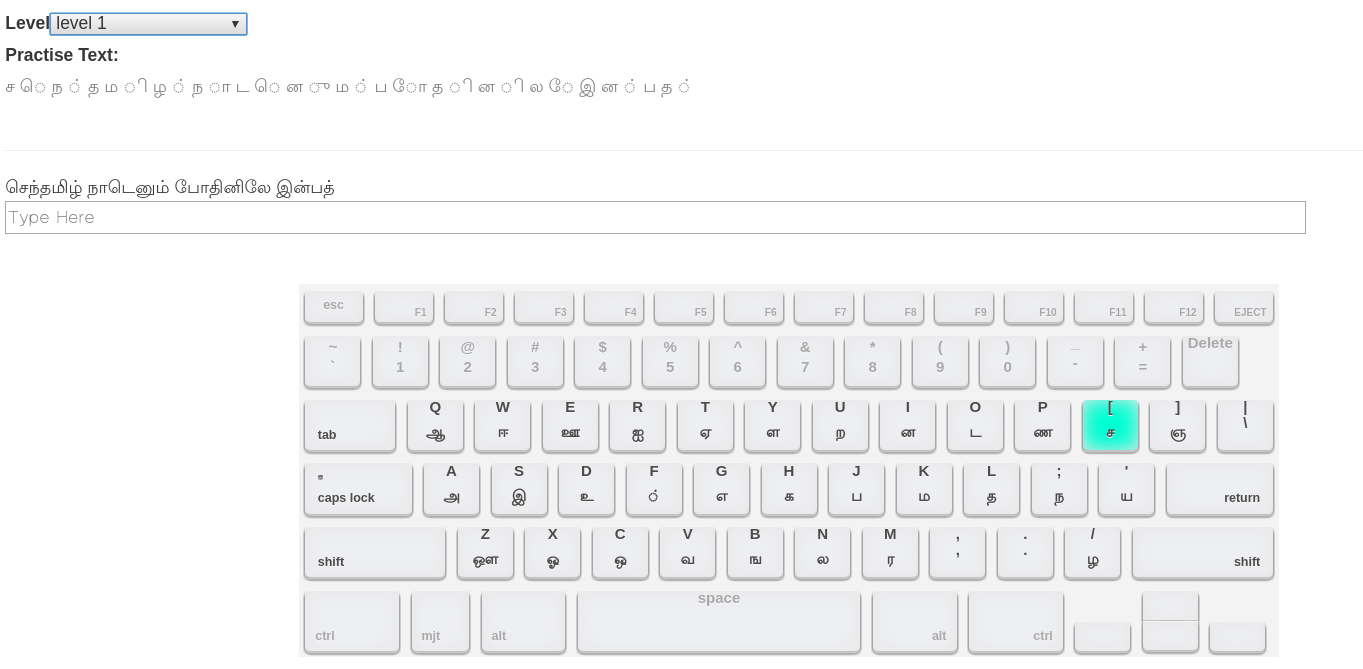 Level level 1 ▼
Practise Text:
ச ெ ந ் த ம ி ழ ் ந ா ட ெ ன ு ம ் ப ோ த ி ன ி ல ே இ ன ் ப த ்
செந்தமிழ் நாடெனும் போதினிலே இன்பத்
Type Here
esc F1 F2 F3 F4 F5 F6 F7 F8 F9 F10 F11 F12 EJECT
~ ! @ # $ % ^ & * ( ) _ + Delete
` 1 2 3 4 5 6 7 8 9 0 - =
Q W E R T Y U I O P [ ] |
tab ஆ ஈ ஊ ஐ ஏ ள ற ன ட ண ச ஞ \
A S D F G H J K L ; '
caps lock அ இ உ ் எ க ப ம த ந ய return
Z X C V B N M , . /
shift ஔ ஓ ஒ வ ங ல ர , . ழ shift
space
ctrl mjt alt alt ctrl